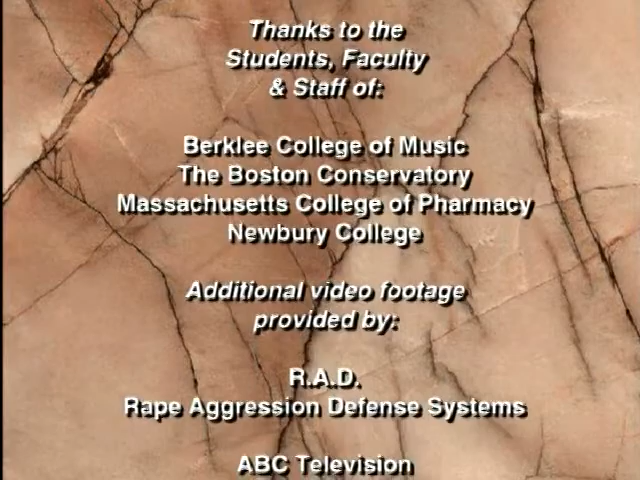 Thanks to the
Students, Faculty
& Staff of:
Berklee College of Music
The Boston Conservatory
Massachusetts College of Pharmacy
Newbury College
Additional video footage
provided by:
R.A.D.
Rape Aggression Defense Systems
ABC Television